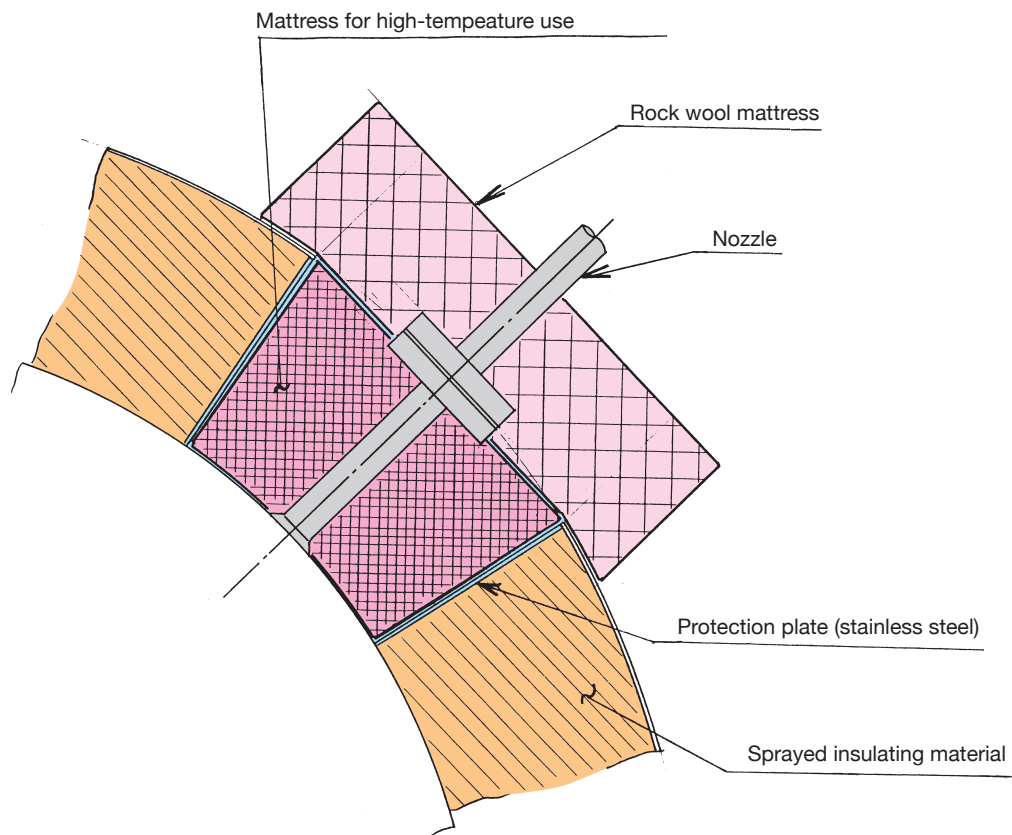 Mattress for high-tempeature use
Rock wool mattress
Nozzle
Protection plate (stainless steel)
Sprayed insulating material